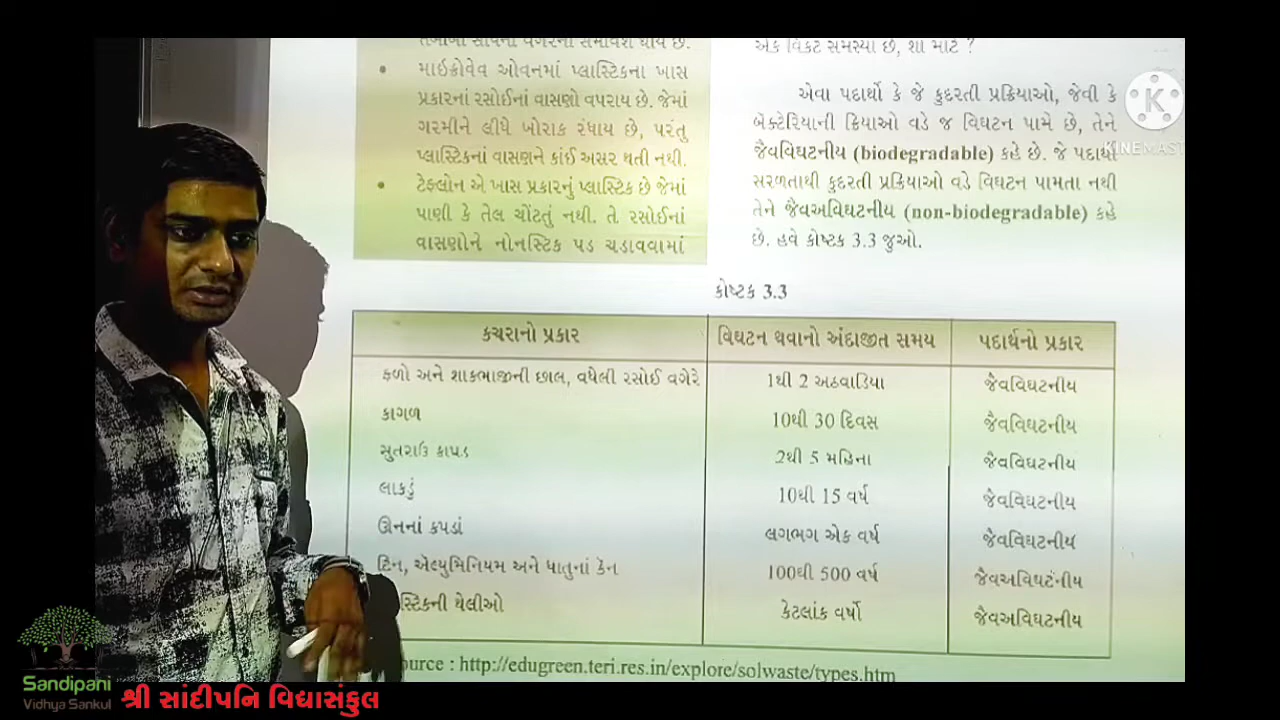 માઇક્રોવેવ ઓવનમાં પ્લાસ્ટિકના ખાસ
પ્રકારનાં રસોઈનાં વાસણો વપરાય છે. જેમાં
ગરમીને લીધે ખોરાક રંધાય છે, પરંતુ
પ્લાસ્ટિકનાં વાસણને કાંઈ અસર થતી નથી.
ટેફ્લોન એ ખાસ પ્રકારનું પ્લાસ્ટિક છે જેમાં
પાણી કે તેલ ચોંટતું નથી. તે રસોઈનાં
વાસણોને નોનસ્ટિક પડ ચડાવવામાં
એક વિકટ સમસ્યા છે, શા માટે ?
એવા પદાર્થો કે જે કુદરતી પ્રક્રિયાઓ, જેવી કે
બૅક્ટેરિયાની ક્રિયાઓ વડે જ વિઘટન પામે છે, તેને
જૈવવિઘટનીય (biodegradable) કહે છે. જે પદાર્થો
સરળતાથી કુદરતી પ્રક્રિયાઓ વડે વિઘટન પામતા નથી
તેને જૈવઅવિઘટનીય (non-biodegradable) કહે
છે. હવે કોષ્ટક 3.3 જુઓ.
K
KINEMAST
કોષ્ટક 3.3
કચરાનો પ્રકાર વિઘટન થવાનો અંદાજીત સમય પદાર્થનો પ્રકાર
ફળો અને શાકભાજીની છાલ, વધેલી રસોઈ વગેરે 1થી 2 અઠવાડિયા જૈવવિઘટનીય
કાગળ 10થી 30 દિવસ જૈવવિઘટનીય
સુતરાઉ કાપડ 2થી 5 મહિના જૈવવિઘટનીય
લાકડું 10થી 15 વર્ષ જૈવવિઘટનીય
ઊનનાં કપડાં લગભગ એક વર્ષ જૈવવિઘટનીય
ટિન, ઍલ્યુમિનિયમ અને ધાતુનાં કૅન 100થી 500 વર્ષ જૈવઅવિઘટનીય
સ્ટિકની થેલીઓ કેટલાંક વર્ષો જૈવઅવિઘટનીય
ource : http://edugreen.teri.res.in/explore/solwaste/types.htm
Sandipani
Vidhya Sankul
શ્રી સાંદીપનિ વિદ્યાસંકુલ